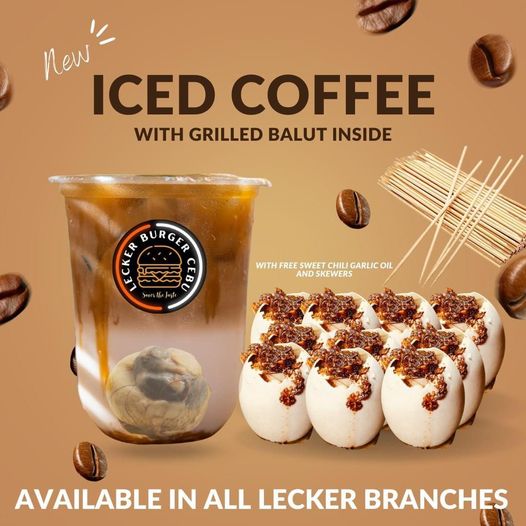 New
ICED COFFEE
WITH GRILLED BALUT INSIDE
LECKER BURGER CEBU
Savor the Taste
WITH FREE SWEET CHILI GARLIC OIL
AND SKEWERS
AVAILABLE IN ALL LECKER BRANCHES